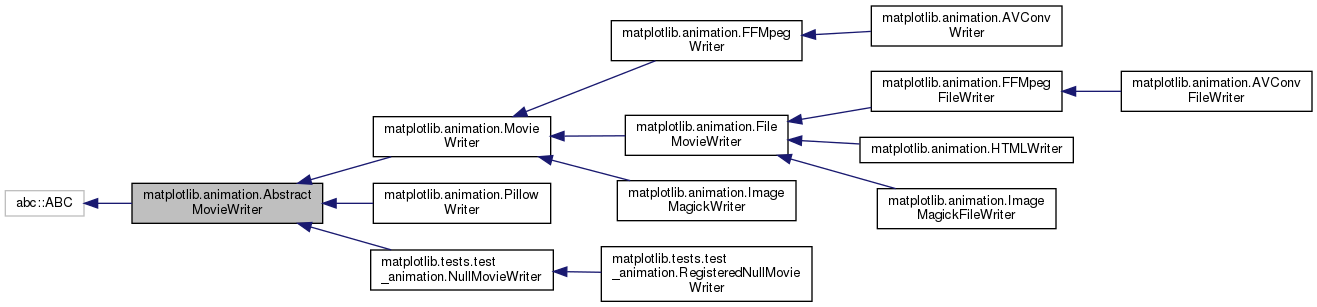 abc::ABC
matplotlib.animation.Abstract
MovieWriter
matplotlib.animation.Movie
Writer
matplotlib.animation.Pillow
Writer
matplotlib.tests.test
_animation.NullMovieWriter
matplotlib.animation.FFMpeg
Writer
matplotlib.animation.File
MovieWriter
matplotlib.animation.Image
MagickWriter
matplotlib.tests.test
_animation.RegisteredNullMovie
Writer
matplotlib.animation.AVConv
Writer
matplotlib.animation.FFMpeg
FileWriter
matplotlib.animation.HTMLWriter
matplotlib.animation.Image
MagickFileWriter
matplotlib.animation.AVConv
FileWriter